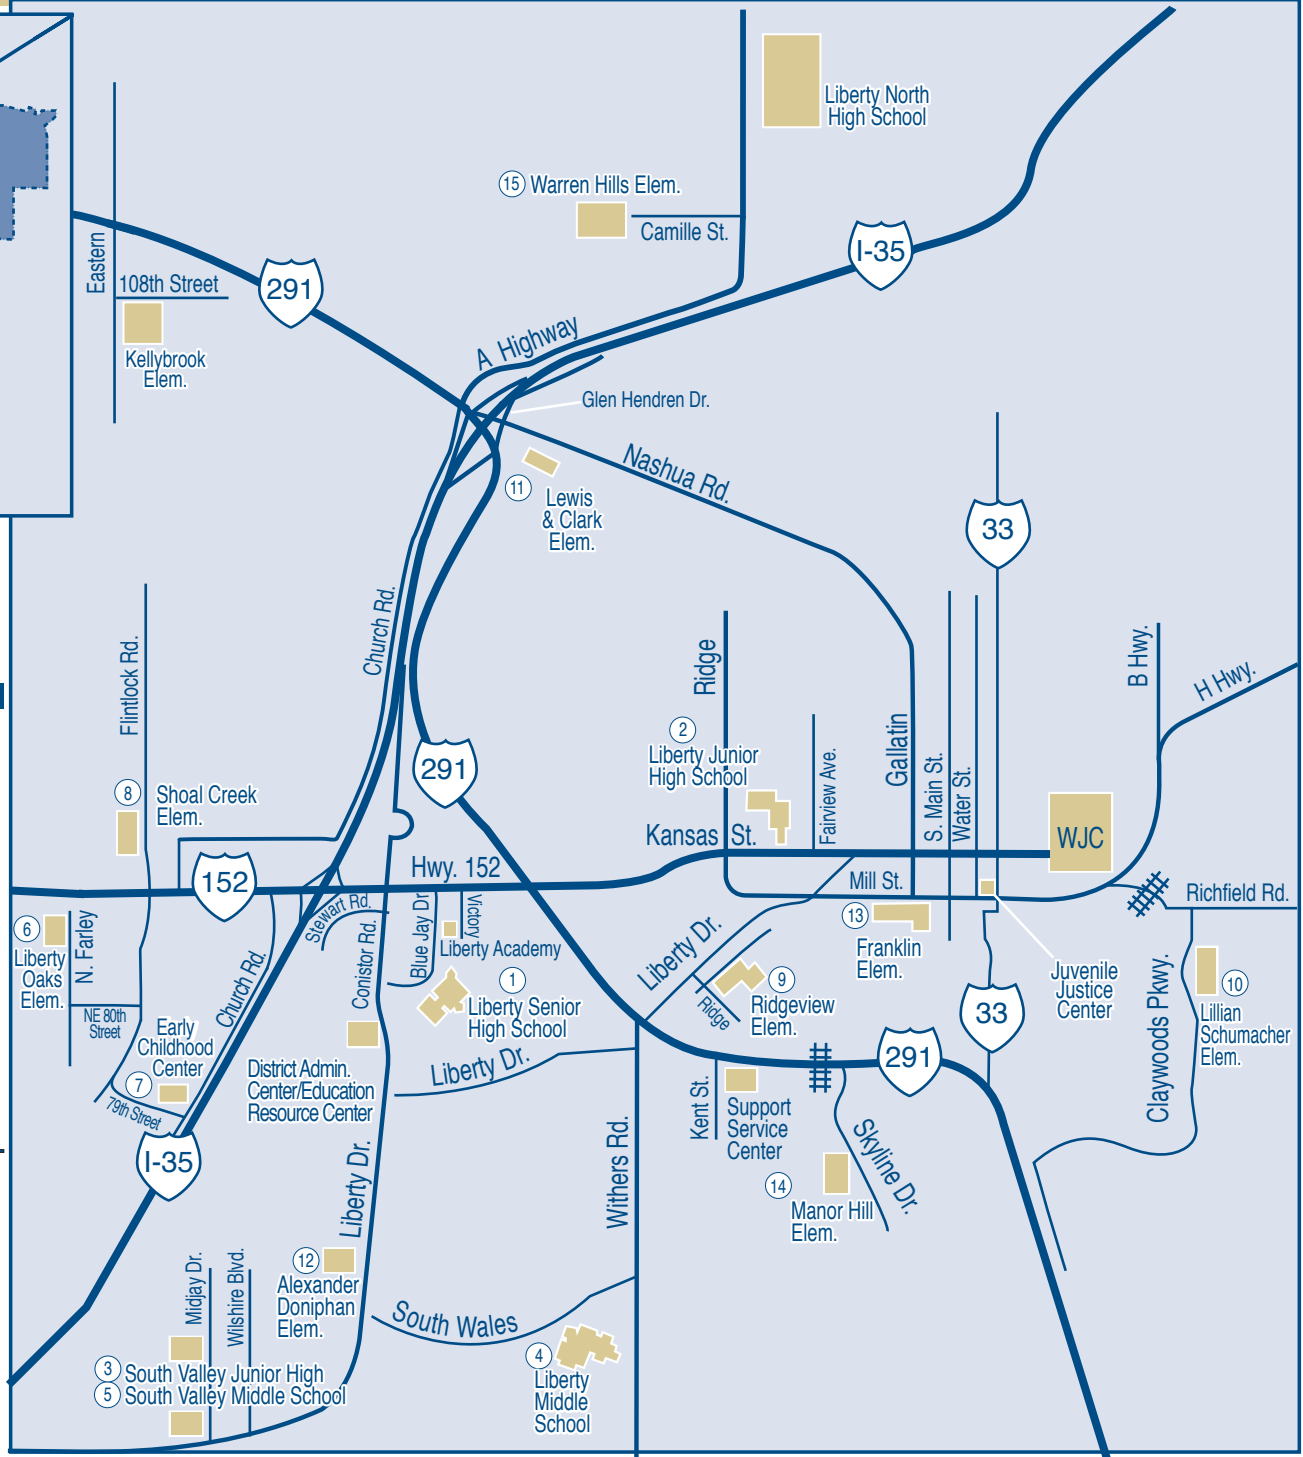 Liberty North
High School
15 Warren Hills Elem.
Camille St.
I-35
Eastern
108th Street
291
Kellybrook
Elem.
A Highway
Glen Hendren Dr.
Nashua Rd.
11
Lewis
& Clark
Elem.
33
Church Rd.
Flintlock Rd.
Ridge
B Hwy.
H Hwy.
2
Liberty Junior
High School
Gallatin
Fairview Ave.
S. Main St.
Water St.
291
8 Shoal Creek
Elem.
Kansas St.
WJC
152
Hwy. 152
Mill St.
Richfield Rd.
6
Liberty
Oaks
Elem.
N. Farley
Stewart Rd.
Conistor Rd.
Blue Jay Dr.
Victory
Liberty Academy
13
Franklin
Elem.
Liberty Dr.
Juvenile
Justice
Center
1
Liberty Senior
High School
9
Ridgeview
Elem.
Ridge
10
Lillian
Schumacher
Elem.
Claywoods Pkwy.
NE 80th
Street
Church Rd.
Early
Childhood
Center
7
79th Street
33
District Admin.
Center/Education
Resource Center
Liberty Dr.
291
Kent St.
Support
Service
Center
Withers Rd.
Skyline Dr.
I-35
Liberty Dr.
14
Manor Hill
Elem.
Midjay Dr.
Wilshire Blvd.
12
Alexander
Doniphan
Elem.
South Wales
3 South Valley Junior High
5 South Valley Middle School
4
Liberty
Middle
School